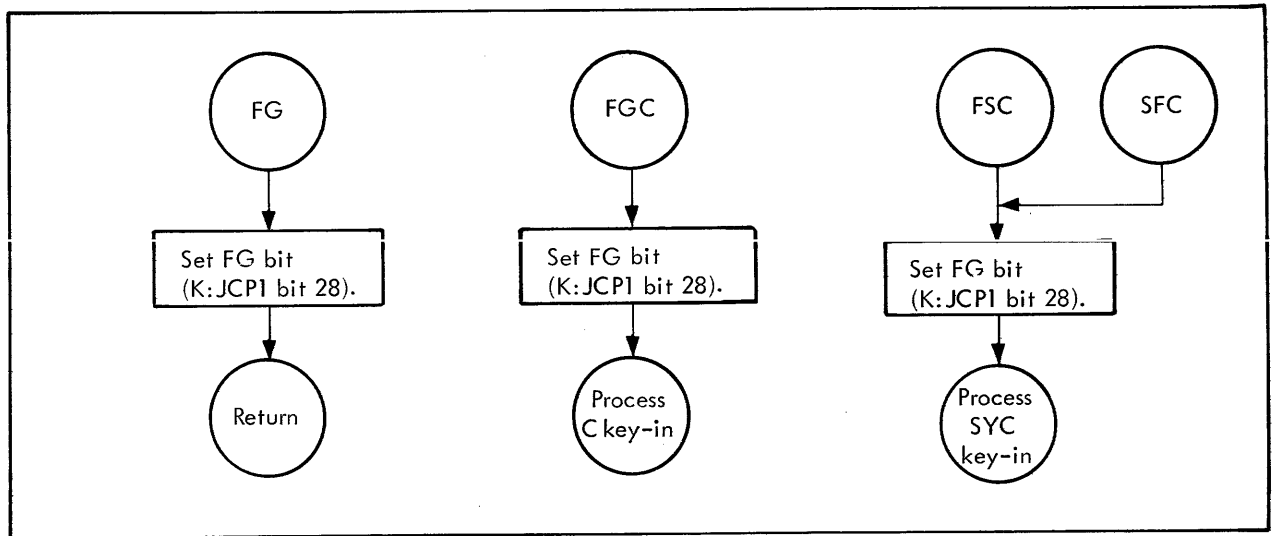 FG
Set FG bit
(K:JCP1 bit 28).
Return
FGC
Set FG bit
(K:JCP1 bit 28).
Process
C key-in
FSC
SFC
Set FG bit
(K:JCP1 bit 28).
Process
SYC
key-in